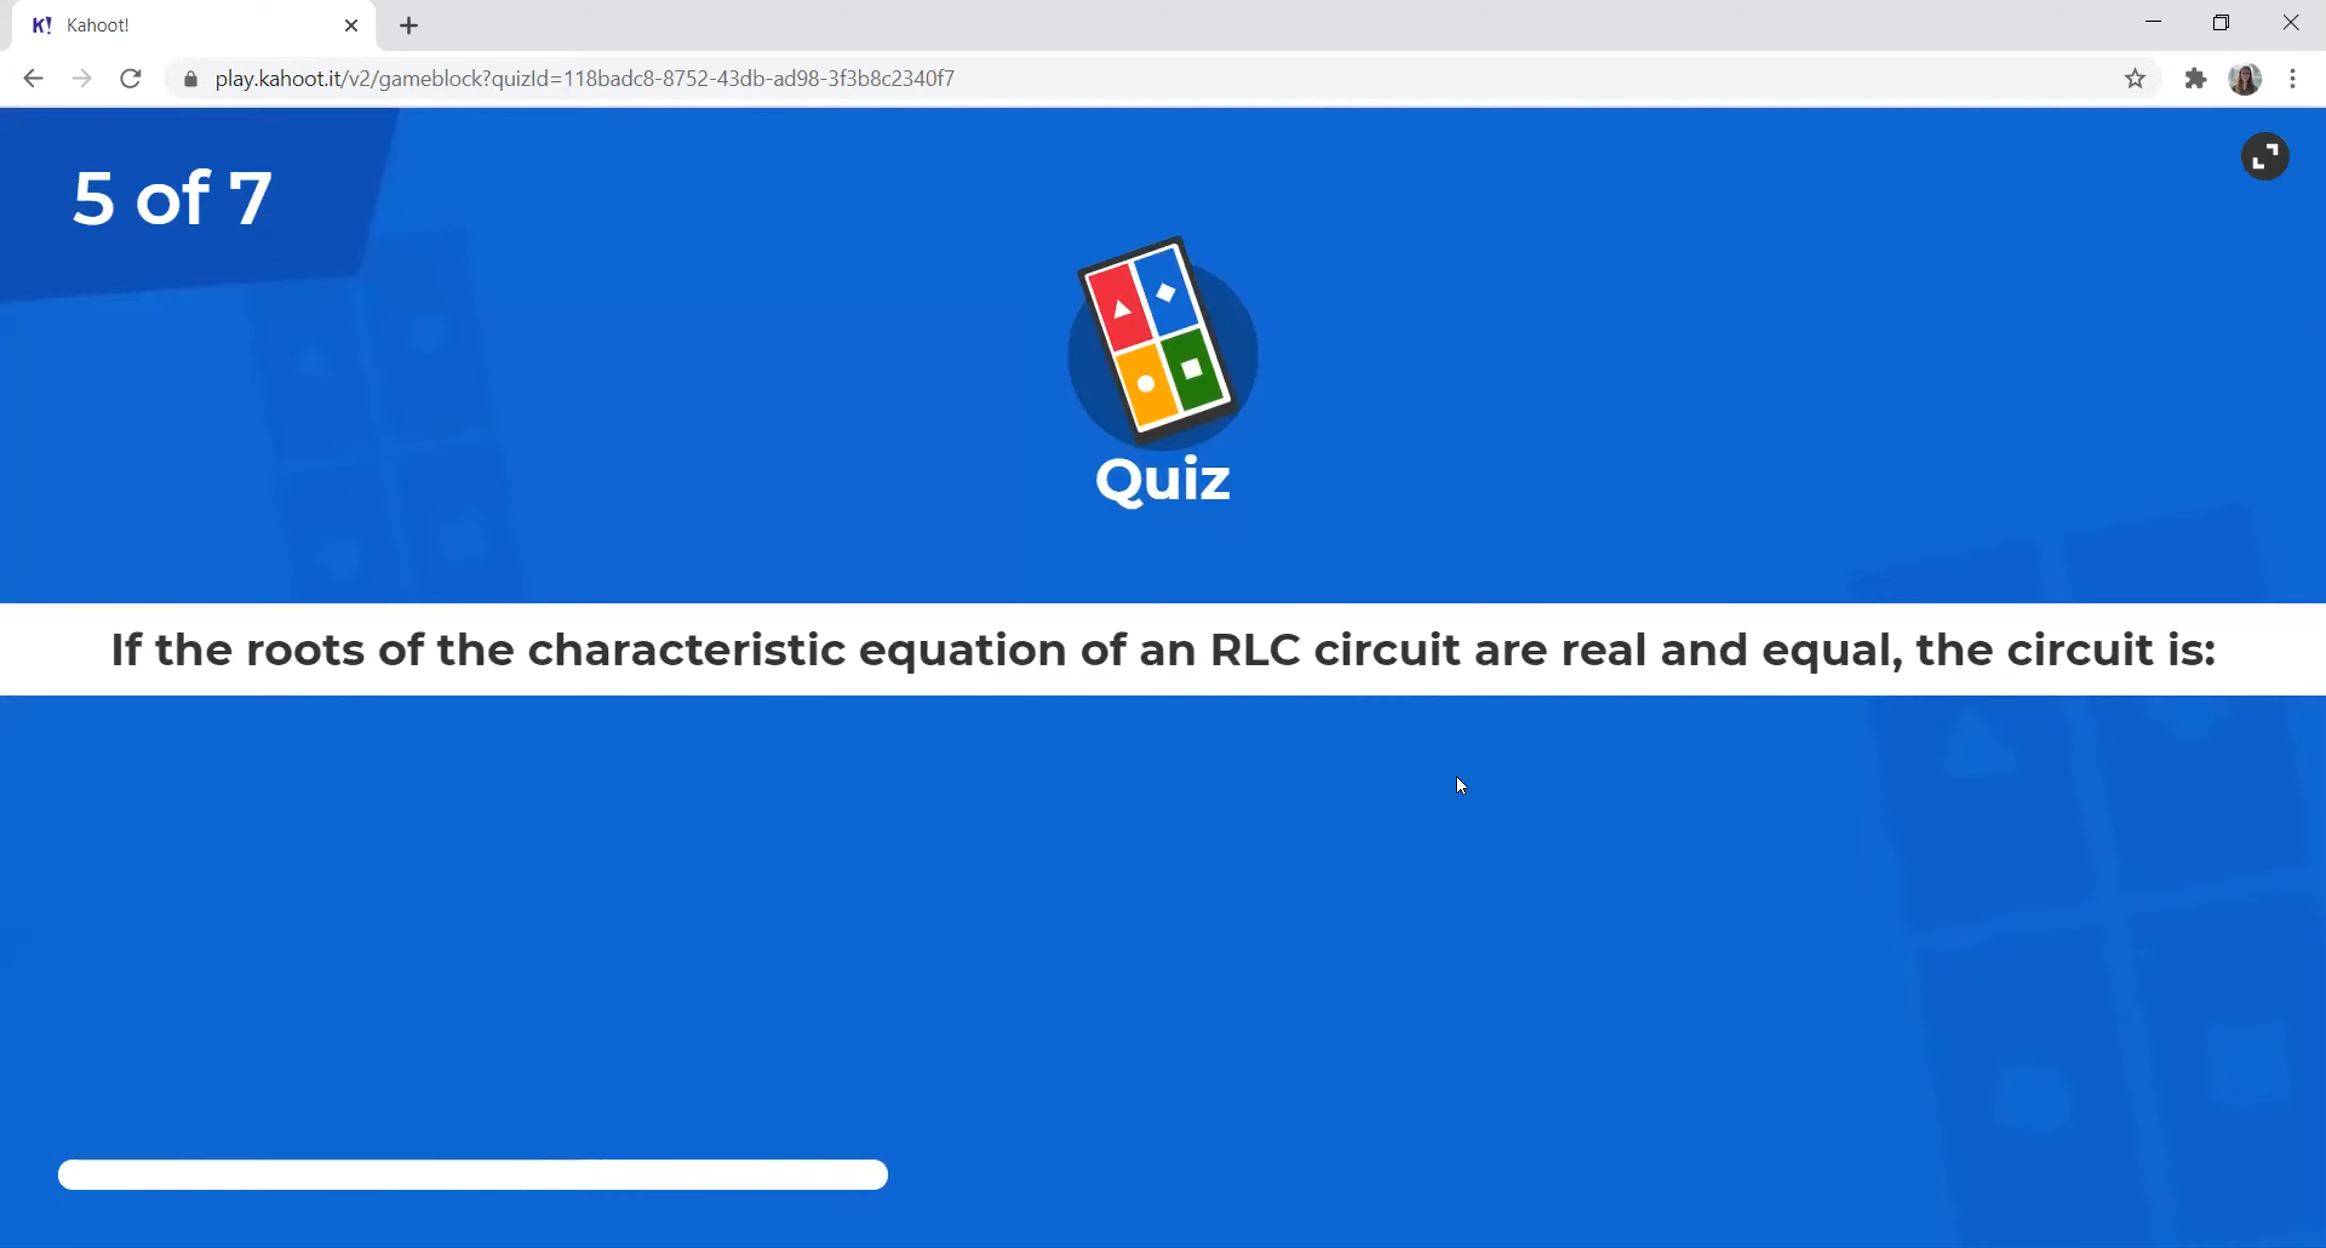 K! Kahoot!
play.kahoot.it/v2/gameblock?quizId=118badc8-8752-43db-ad98-3f3b8c2340f7
5 of 7
Quiz
If the roots of the characteristic equation of an RLC circuit are real and equal, the circuit is: